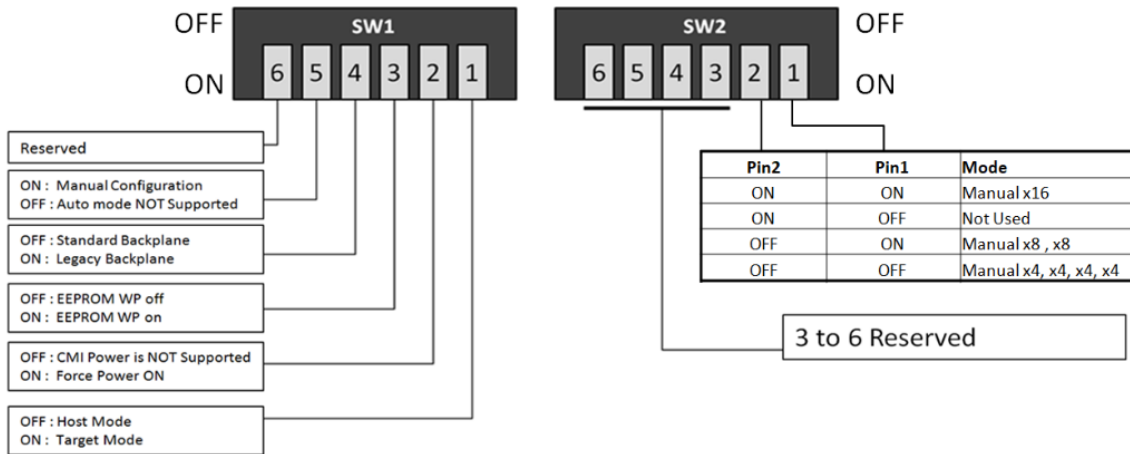 OFF SW1
ON 6 5 4 3 2 1
Reserved
ON : Manual Configuration
OFF : Auto mode NOT Supported
OFF : Standard Backplane
ON : Legacy Backplane
OFF : EEPROM WP off
ON : EEPROM WP on
OFF : CMI Power is NOT Supported
ON : Force Power ON
OFF : Host Mode
ON : Target Mode
SW2 OFF
6 5 4 3 2 1 ON
Pin2 Pin1 Mode
ON ON Manual x16
ON OFF Not Used
OFF ON Manual x8 , x8
OFF OFF Manual x4, x4, x4, x4
3 to 6 Reserved